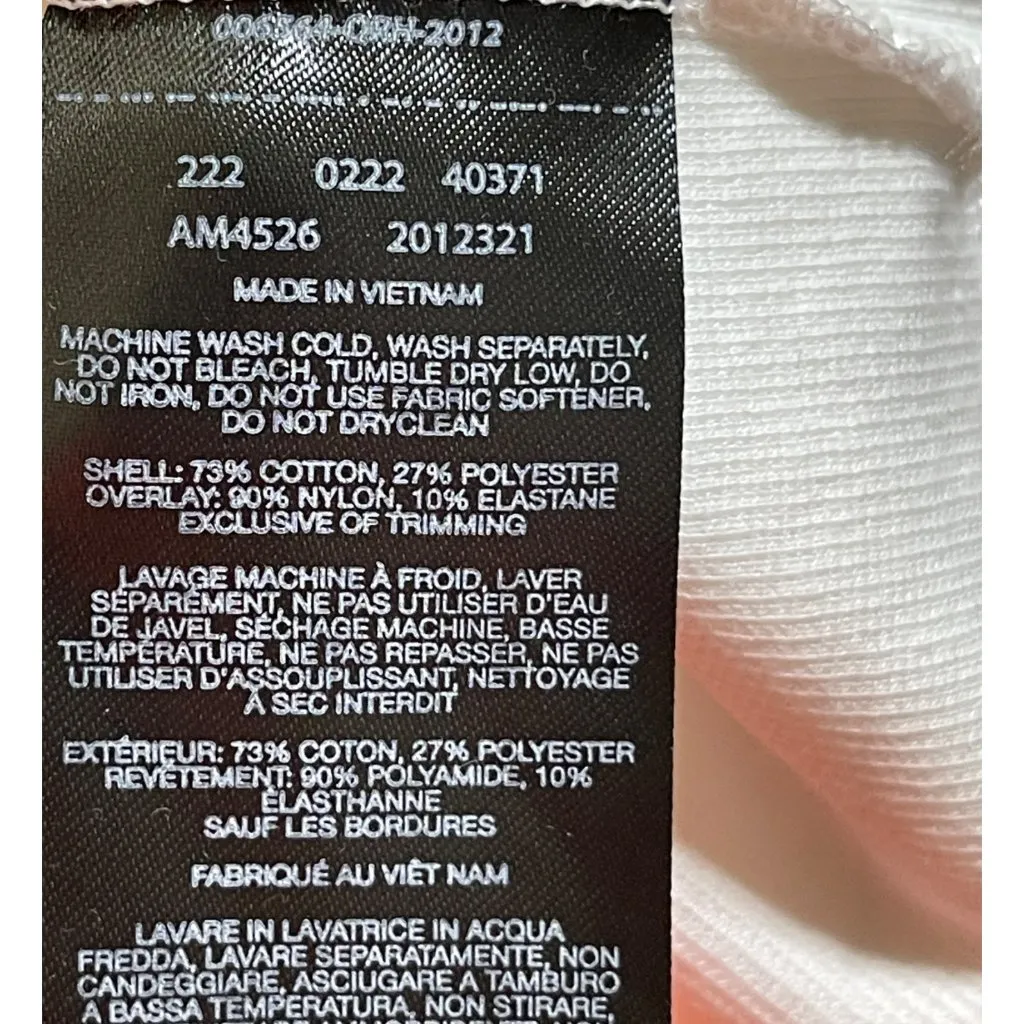 006564-QRH-2012
222 0222 40371
AM4526 2012321
MADE IN VIETNAM
MACHINE WASH COLD, WASH SEPARATELY,
DO NOT BLEACH, TUMBLE DRY LOW, DO
NOT IRON, DO NOT USE FABRIC SOFTENER,
DO NOT DRYCLEAN
SHELL: 73% COTTON, 27% POLYESTER
OVERLAY: 90% NYLON, 10% ELASTANE
EXCLUSIVE OF TRIMMING
LAVAGE MACHINE À FROID, LAVER
SÉPARÉMENT, NE PAS UTILISER D'EAU
DE JAVEL, SÉCHAGE MACHINE, BASSE
TEMPÉRATURE, NE PAS REPASSER, NE PAS
UTILISER D'ASSOUPLISSANT, NETTOYAGE
À SEC INTERDIT
EXTÉRIEUR: 73% COTON, 27% POLYESTER
REVÊTEMENT: 90% POLYAMIDE, 10%
ÉLASTHANNE
SAUF LES BORDURES
FABRIQUÉ AU VIÊT NAM
LAVARE IN LAVATRICE IN ACQUA
FREDDA, LAVARE SEPARATAMENTE, NON
CANDEGGIARE, ASCIUGARE A TAMBURO
A BASSA TEMPERATURA, NON STIRARE,